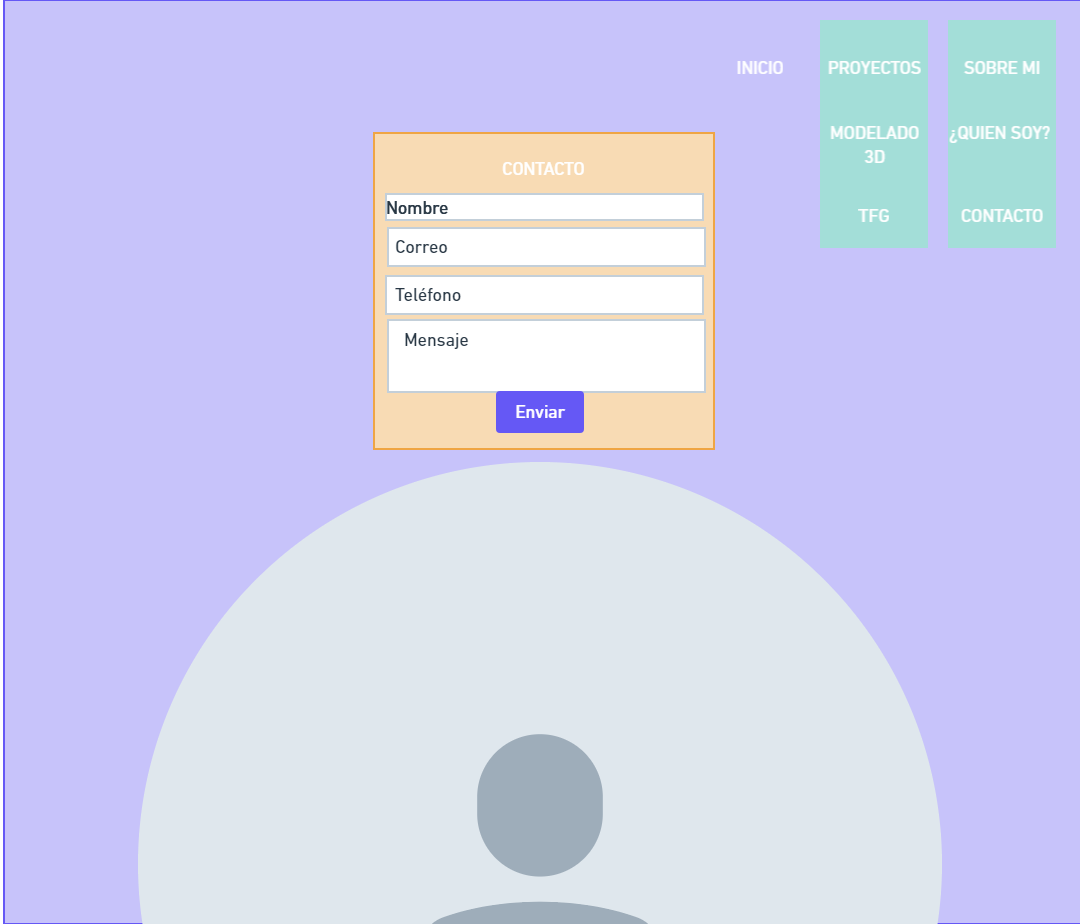 INICIO
PROYECTOS
SOBRE MI
MODELADO
3D
¿QUIEN SOY?
TFG
CONTACTO
CONTACTO
Nombre
Correo
Teléfono
Mensaje
Enviar